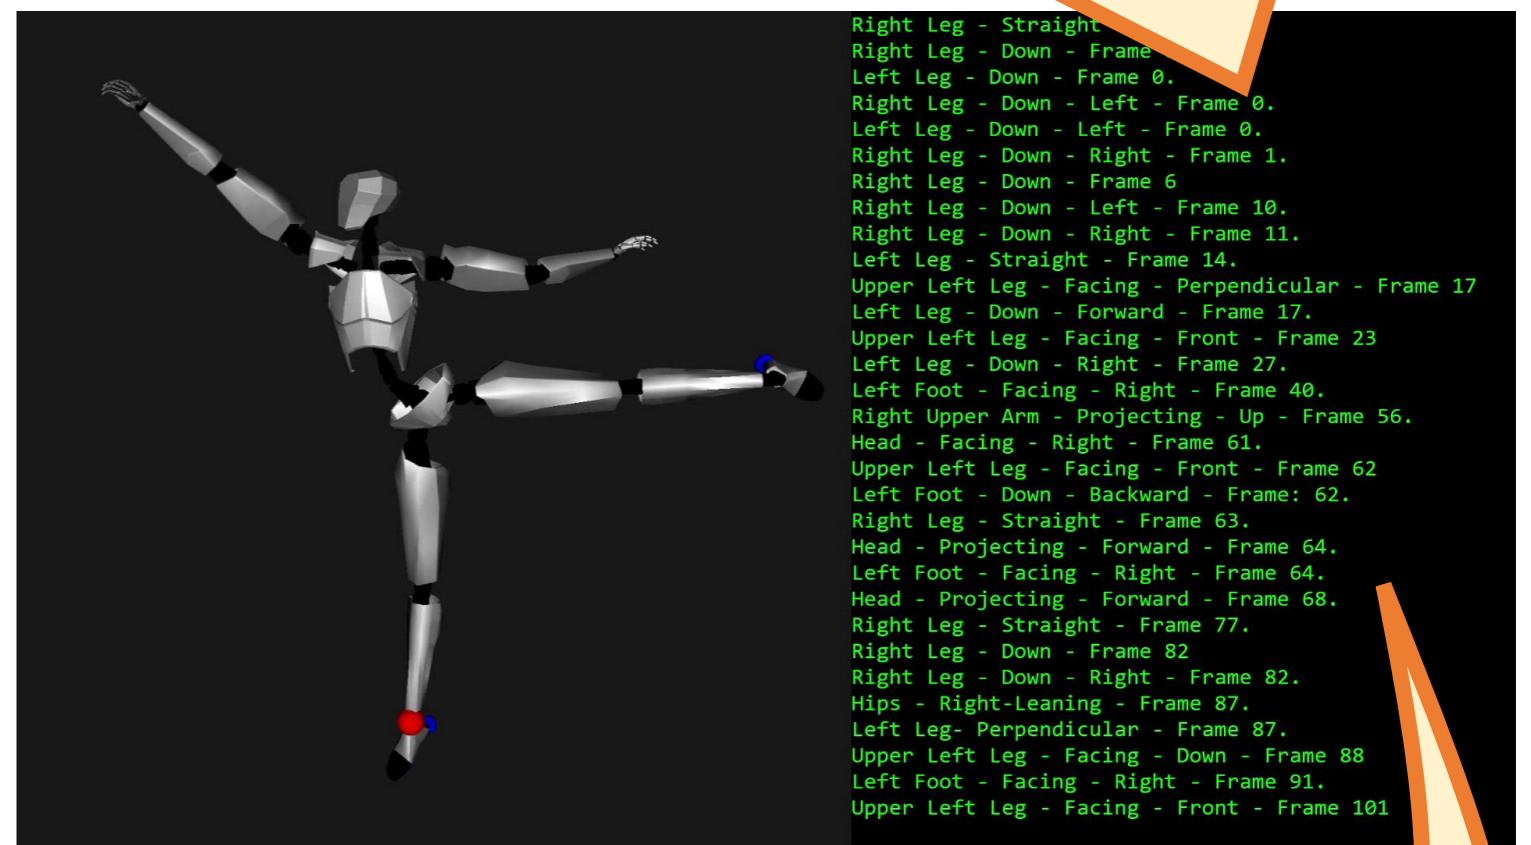 Right Leg - Straight
Right Leg - Down - Frame
Left Leg - Down - Frame 0.
Right Leg - Down - Left - Frame 0.
Left Leg - Down - Left - Frame 0.
Right Leg - Down - Right - Frame 1.
Right Leg - Down - Frame 6
Right Leg - Down - Left - Frame 10.
Right Leg - Down - Right - Frame 11.
Left Leg - Straight - Frame 14.
Upper Left Leg - Facing - Perpendicular - Frame 17
Left Leg - Down - Forward - Frame 17.
Upper Left Leg - Facing - Front - Frame 23
Left Leg - Down - Right - Frame 27.
Left Foot - Facing - Right - Frame 40.
Right Upper Arm - Projecting - Up - Frame 56.
Head - Facing - Right - Frame 61.
Upper Left Leg - Facing - Front - Frame 62
Left Foot - Down - Backward - Frame: 62.
Right Leg - Straight - Frame 63.
Head - Projecting - Forward - Frame 64.
Left Foot - Facing - Right - Frame 64.
Head - Projecting - Forward - Frame 68.
Right Leg - Straight - Frame 77.
Right Leg - Down - Frame 82
Right Leg - Down - Right - Frame 82.
Hips - Right-Leaning - Frame 87.
Left Leg- Perpendicular - Frame 87.
Upper Left Leg - Facing - Down - Frame 88
Left Foot - Facing - Right - Frame 91.
Upper Left Leg - Facing - Front - Frame 101